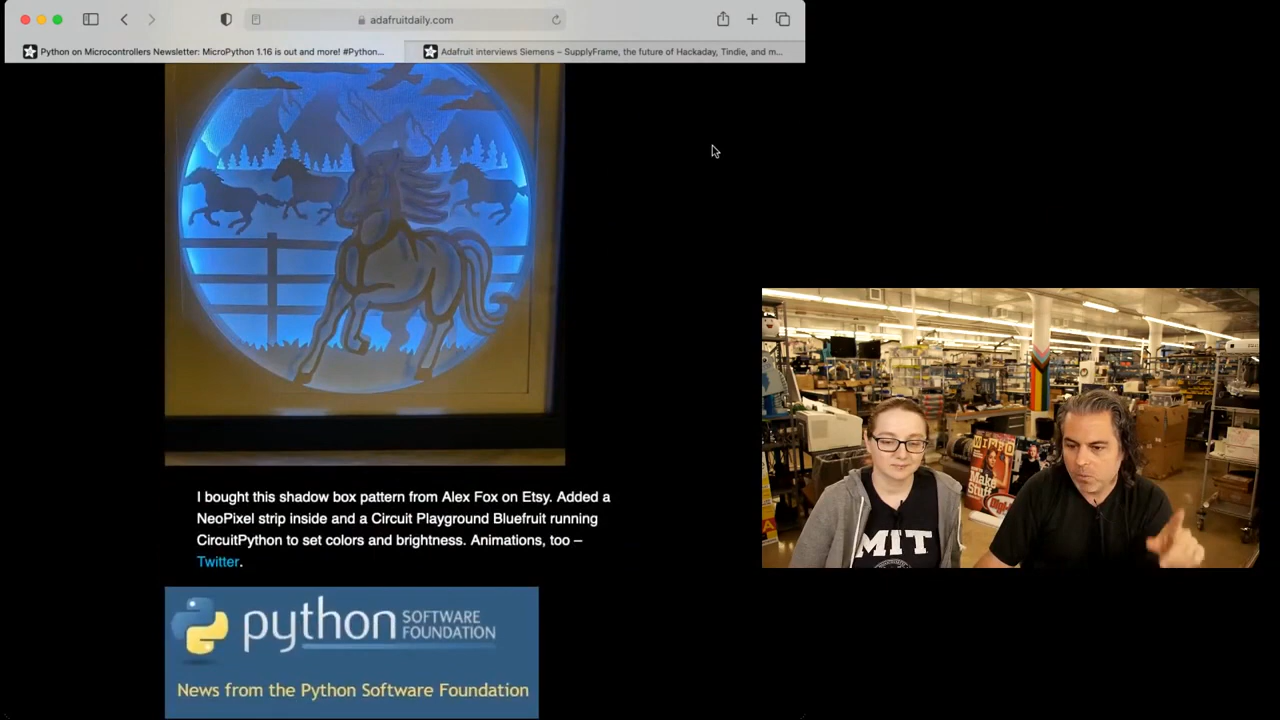 adafruitdaily.com
Python on Microcontrollers Newsletter: MicroPython 1.16 is out and more! #Python...
Adafruit interviews Siemens – SupplyFrame, the future of Hackaday, Tindie, and m...
I bought this shadow box pattern from Alex Fox on Etsy. Added a
NeoPixel strip inside and a Circuit Playground Bluefruit running
CircuitPython to set colors and brightness. Animations, too –
Twitter.
python SOFTWARE
FOUNDATION
News from the Python Software Foundation
WIRED
Make
Stuff
MIT